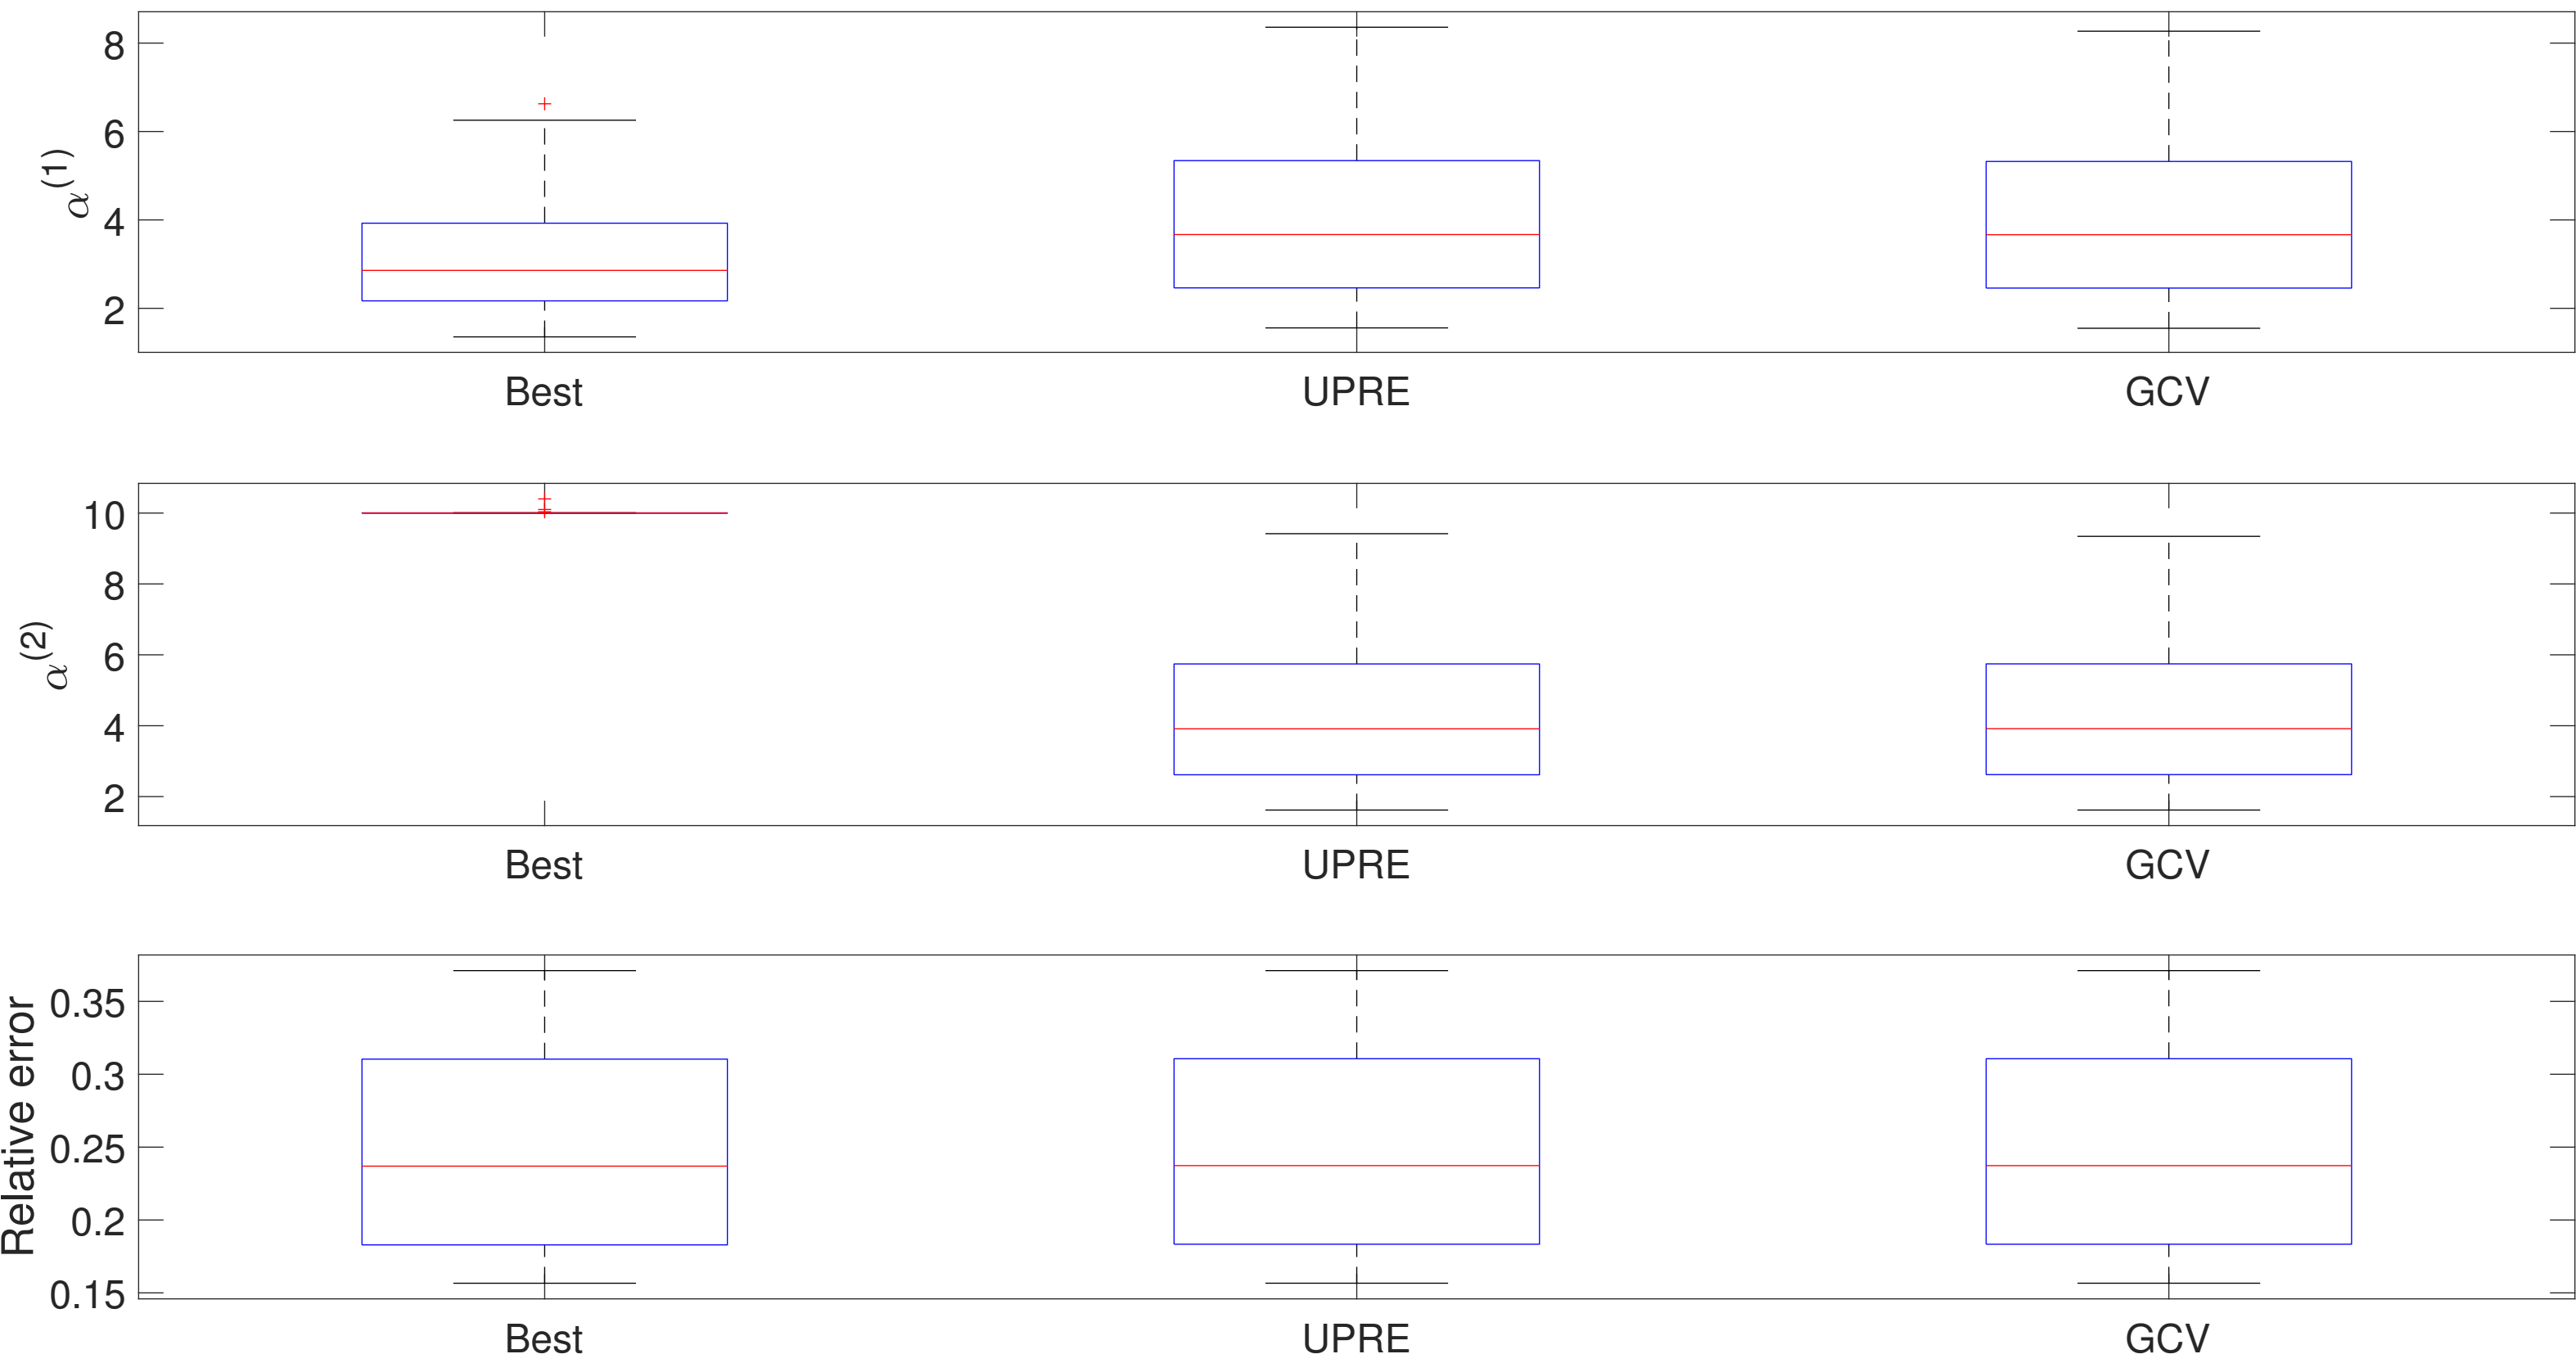 α(1)
8
6
4
2
Best UPRE GCV
α(2)
10
8
6
4
2
Best UPRE GCV
Relative error
0.35
0.3
0.25
0.2
0.15
Best UPRE GCV